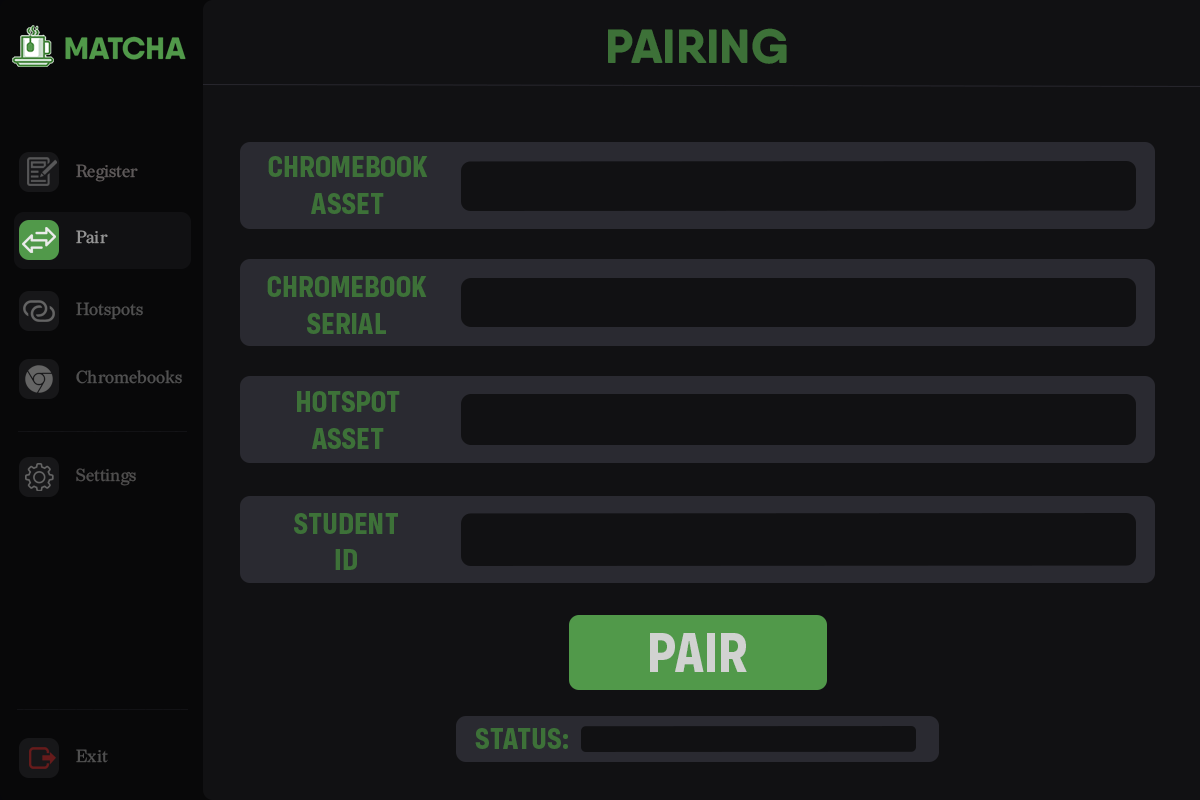 MATCHA
PAIRING
Register
Pair
Hotspots
Chromebooks
Settings
Exit
CHROMEBOOK
ASSET
CHROMEBOOK
SERIAL
HOTSPOT
ASSET
STUDENT
ID
PAIR
STATUS: